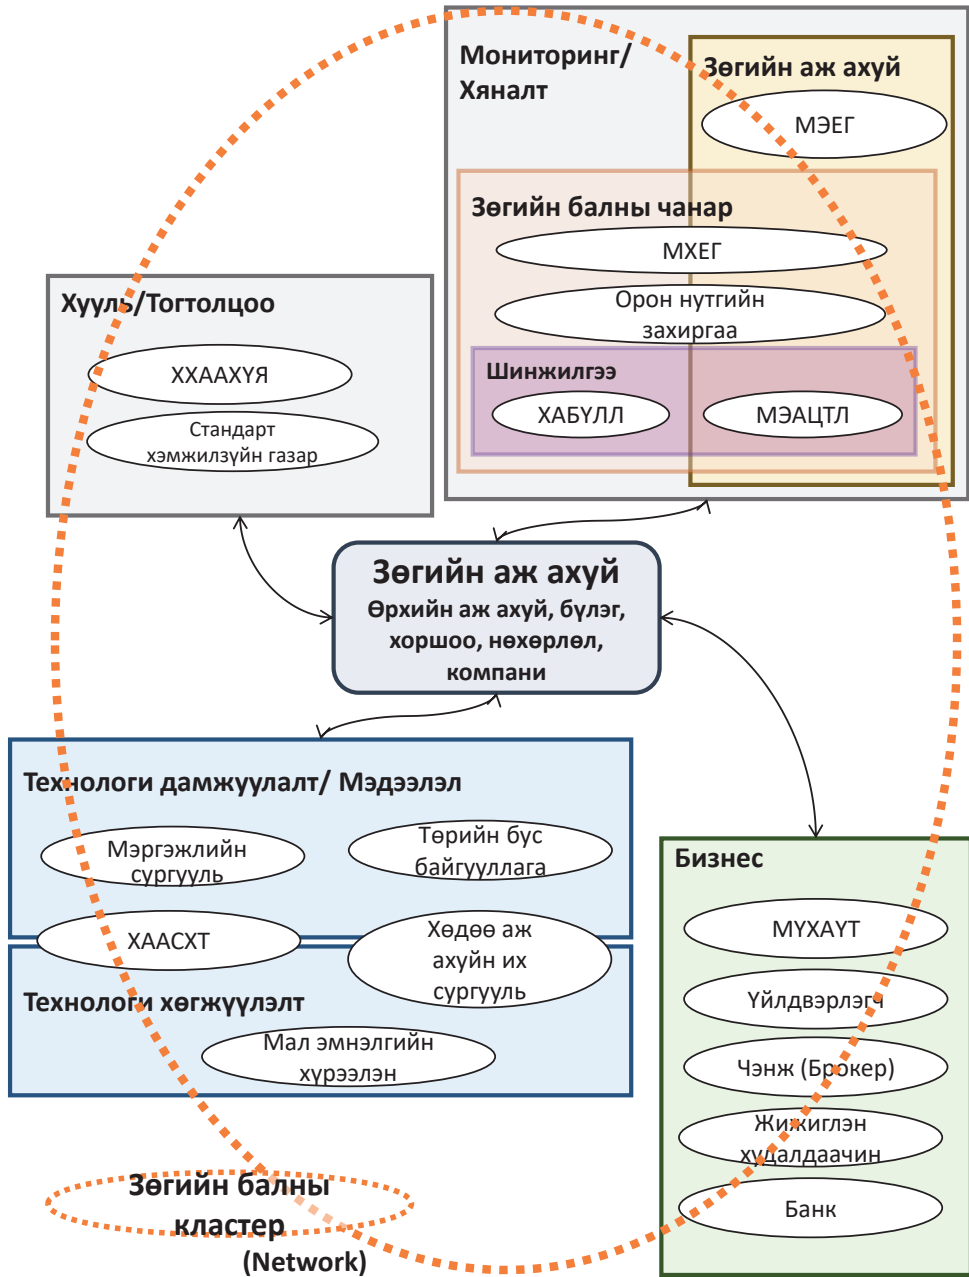 Мониторинг/
Хяналт
Зөгийн аж ахуй
МЭЕГ
Зөгийн балны чанар
МХЕГ
Орон нутгийн
захиргаа
Шинжилгээ
ХАБҮЛЛ
МЭАЦТЛ
Хууль/Тогтолцоо
ХХААХҮЯ
Стандарт
хэмжилзүйн газар
Зөгийн аж ахуй
Өрхийн аж ахуй, бүлэг,
хоршоо, нөхөрлөл,
компани
Технологи дамжуулалт/ Мэдээлэл
Мэргэжлийн
сургууль
Төрийн бус
байгууллага
ХААСХТ
Хөдөө аж
ахуйн их
сургууль
Технологи хөгжүүлэлт
Мал эмнэлгийн
хүрээлэн
Бизнес
МҮХАҮТ
Үйлдвэрлэгч
Чэнж (Брокер)
Жижиглэн
худалдаачин
Банк
Зөгийн балны
кластер
(Network)